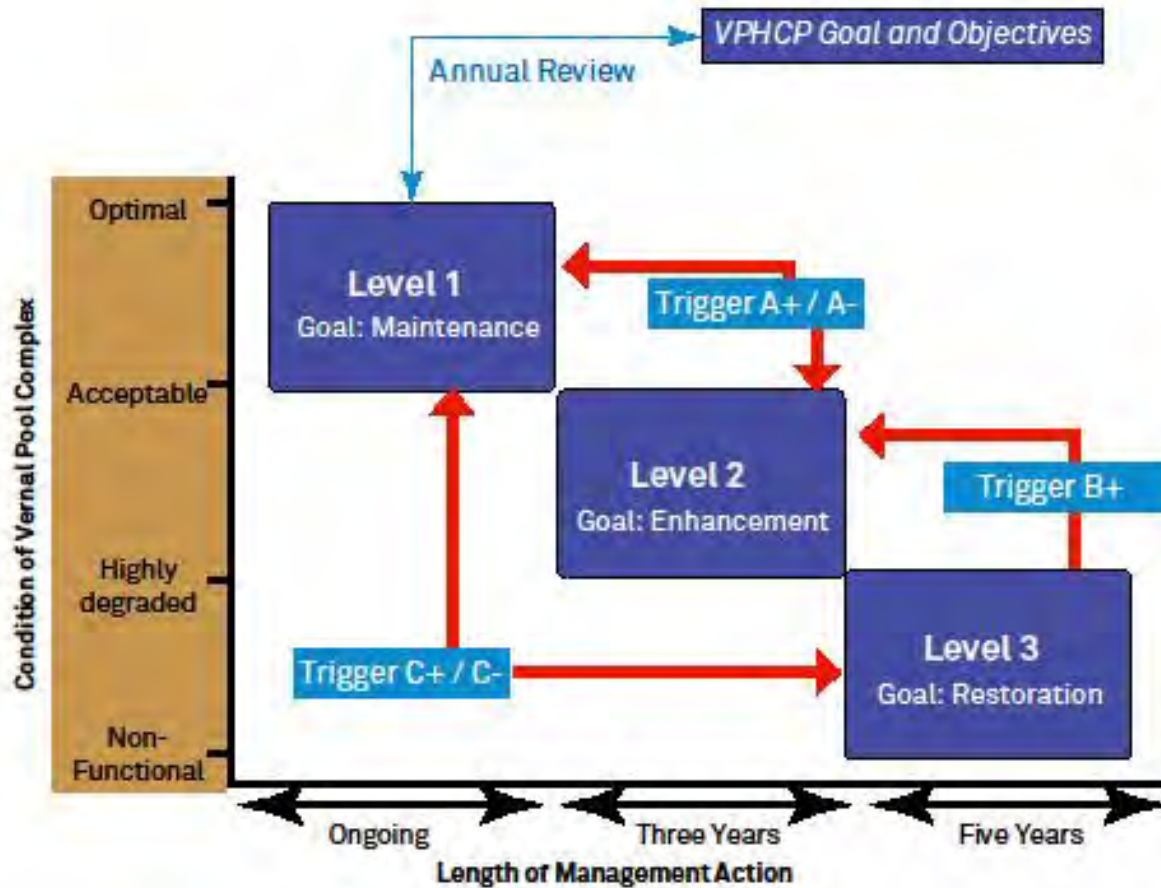 VPHCP Goal and Objectives
Annual Review
Condition of Vernal Pool Complex
Optimal
Acceptable
Highly
degraded
Non-
Functional
Level 1
Goal: Maintenance
Trigger A+ / A-
Level 2
Goal: Enhancement
Trigger B+
Trigger C+ / C-
Level 3
Goal: Restoration
Ongoing
Three Years
Five Years
Length of Management Action